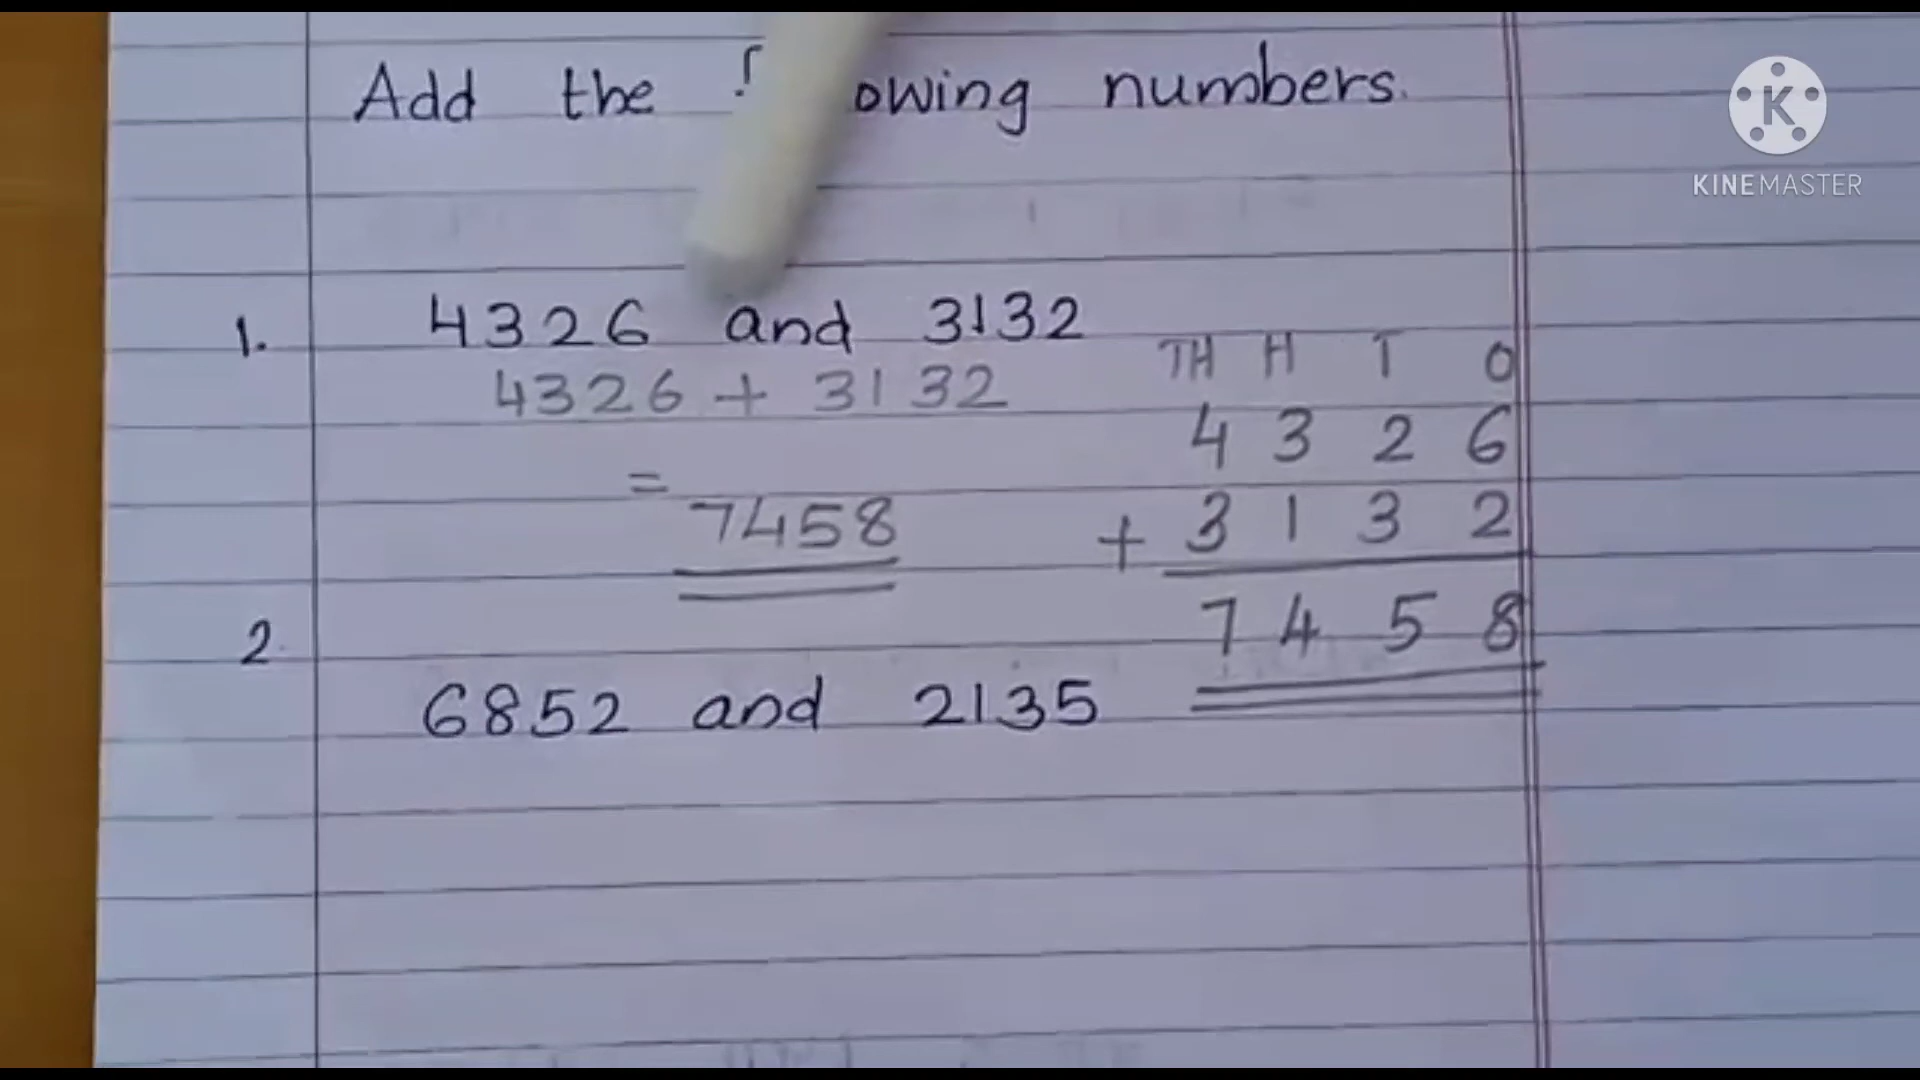 Add the owing numbers.
1. 4326 and 3132
4326 + 3132
= 7458
TH H T O
4 3 2 6
+ 3 1 3 2
7 4 5 8
2.
6852 and 2135
K
KINEMASTER